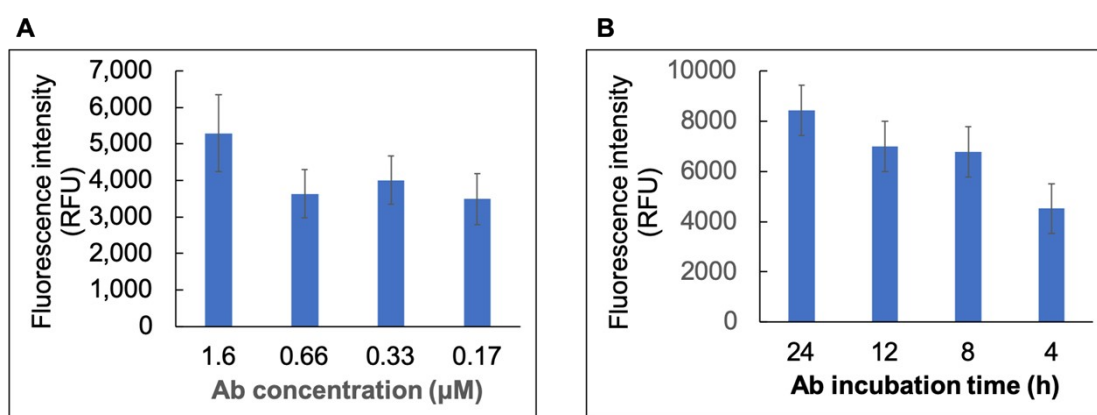 A
Fluorescence intensity
(RFU)
7,000
6,000
5,000
4,000
3,000
2,000
1,000
0
1.6 0.66 0.33 0.17
Ab concentration (µM)
B
Fluorescence intensity
(RFU)
10000
8000
6000
4000
2000
0
24 12 8 4
Ab incubation time (h)